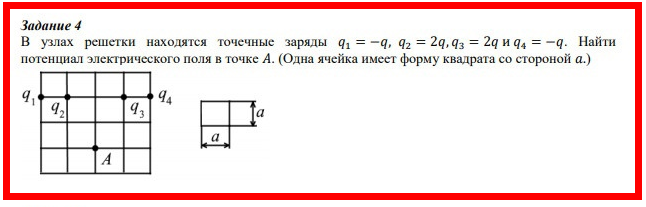 Задание 4
В узлах решетки находятся точечные заряды q₁ = −q, q₂ = 2q, q₃ = 2q и q₄ = −q. Найти
потенциал электрического поля в точке A. (Одна ячейка имеет форму квадрата со стороной a.)
q₁ q₂ q₃ q₄
a
a
A